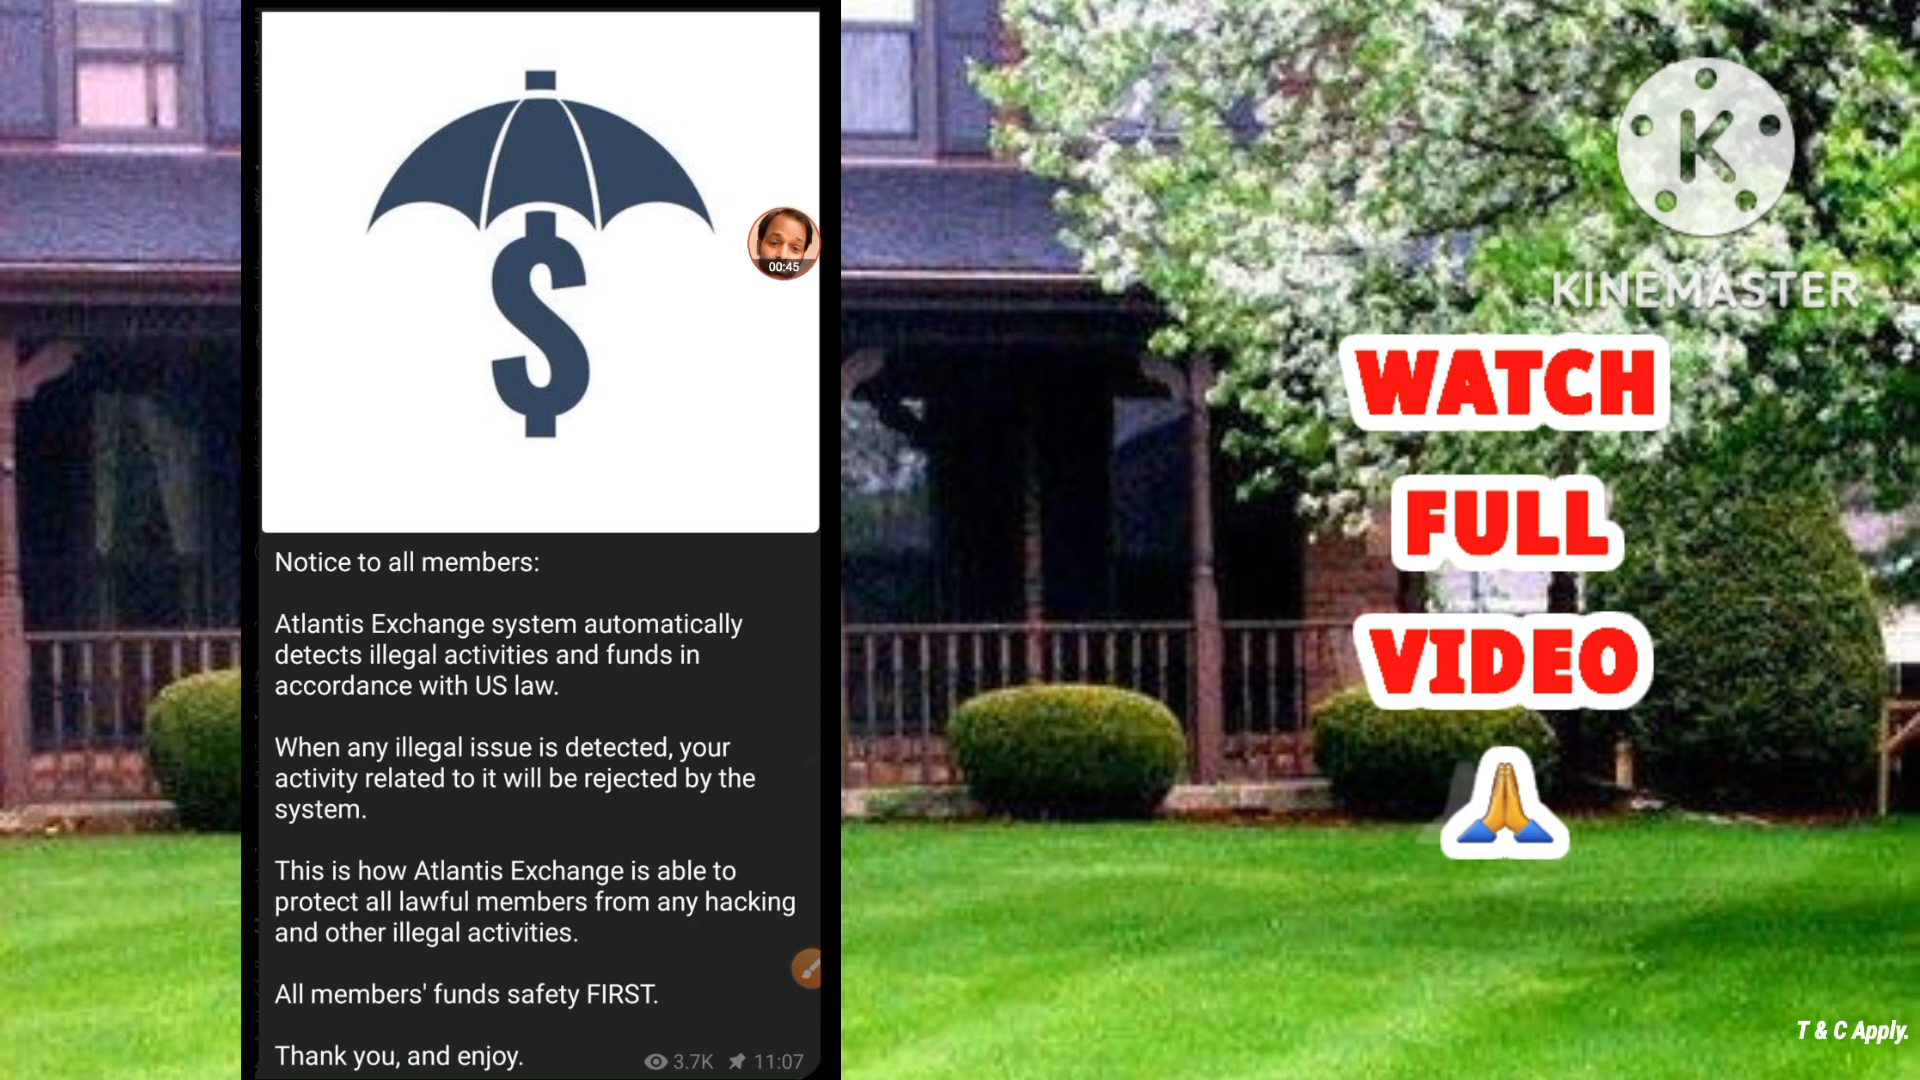 00:45
Notice to all members:
Atlantis Exchange system automatically
detects illegal activities and funds in
accordance with US law.
When any illegal issue is detected, your
activity related to it will be rejected by the
system.
This is how Atlantis Exchange is able to
protect all lawful members from any hacking
and other illegal activities.
All members' funds safety FIRST.
Thank you, and enjoy.
3.7K 11:07
K
KINEMASTER
WATCH
FULL
VIDEO
T & C Apply.